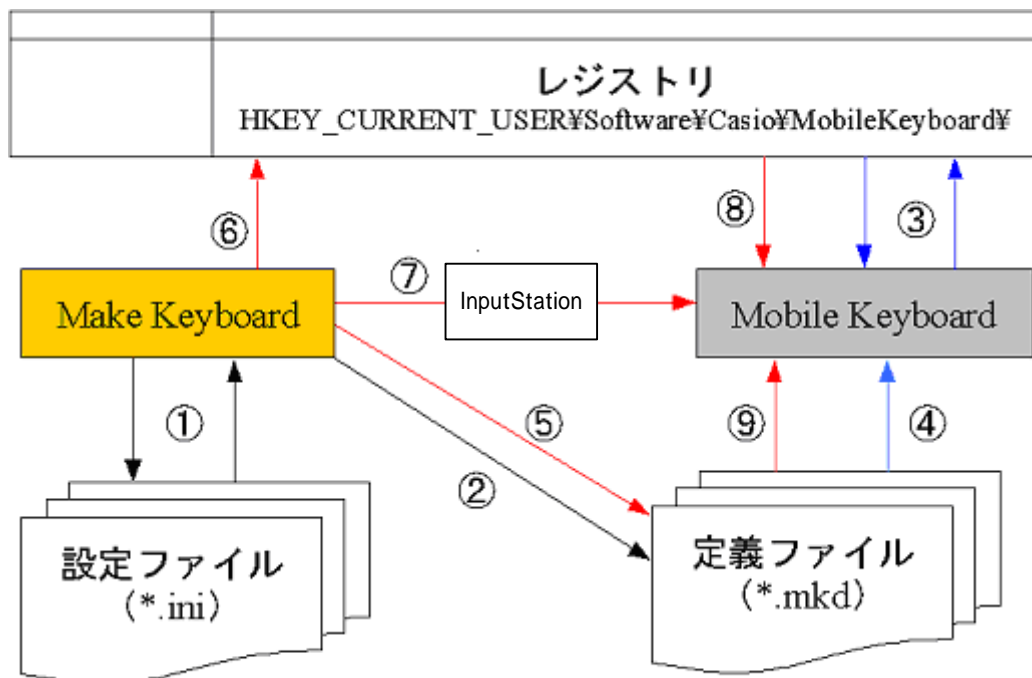 レジストリ
HKEY_CURRENT_USER¥Software¥Casio¥MobileKeyboard¥
⑥
⑧
③
⑦
Make Keyboard
InputStation
Mobile Keyboard
①
⑤
②
⑨
④
設定ファイル
(*.ini)
定義ファイル
(*.mkd)